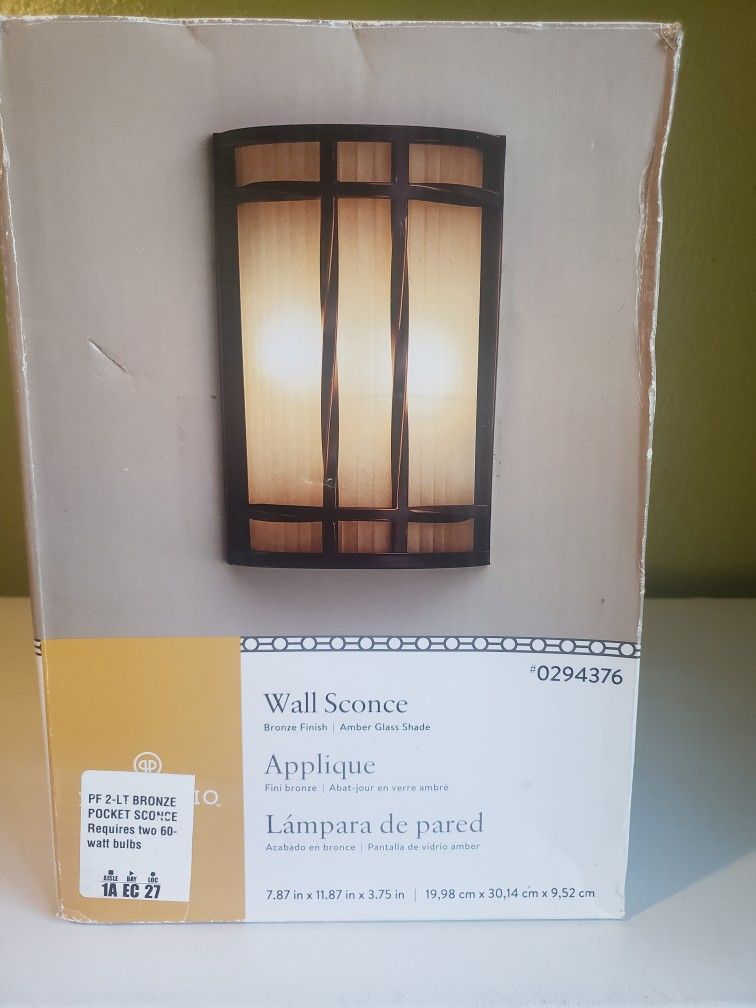 #0294376
Wall Sconce
Bronze Finish | Amber Glass Shade
Applique
Fini bronze | Abat-jour en verre ambré
Lámpara de pared
Acabado en bronce | Pantalla de vidrio amber
7.87 in x 11.87 in x 3.75 in | 19,98 cm x 30,14 cm x 9,52 cm
PF 2-LT BRONZE
POCKET SCONCE
Requires two 60-
watt bulbs
AISLE BAY LOC
1A EC 27